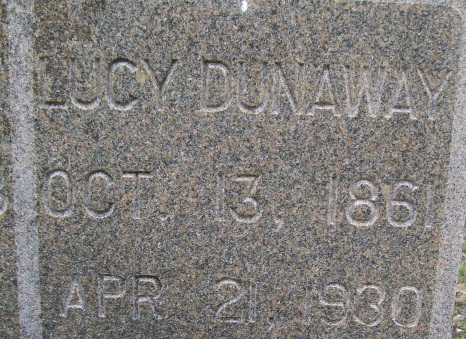 LUCY DUNAWAY
OCT. 13, 1861
APR. 21, 1930